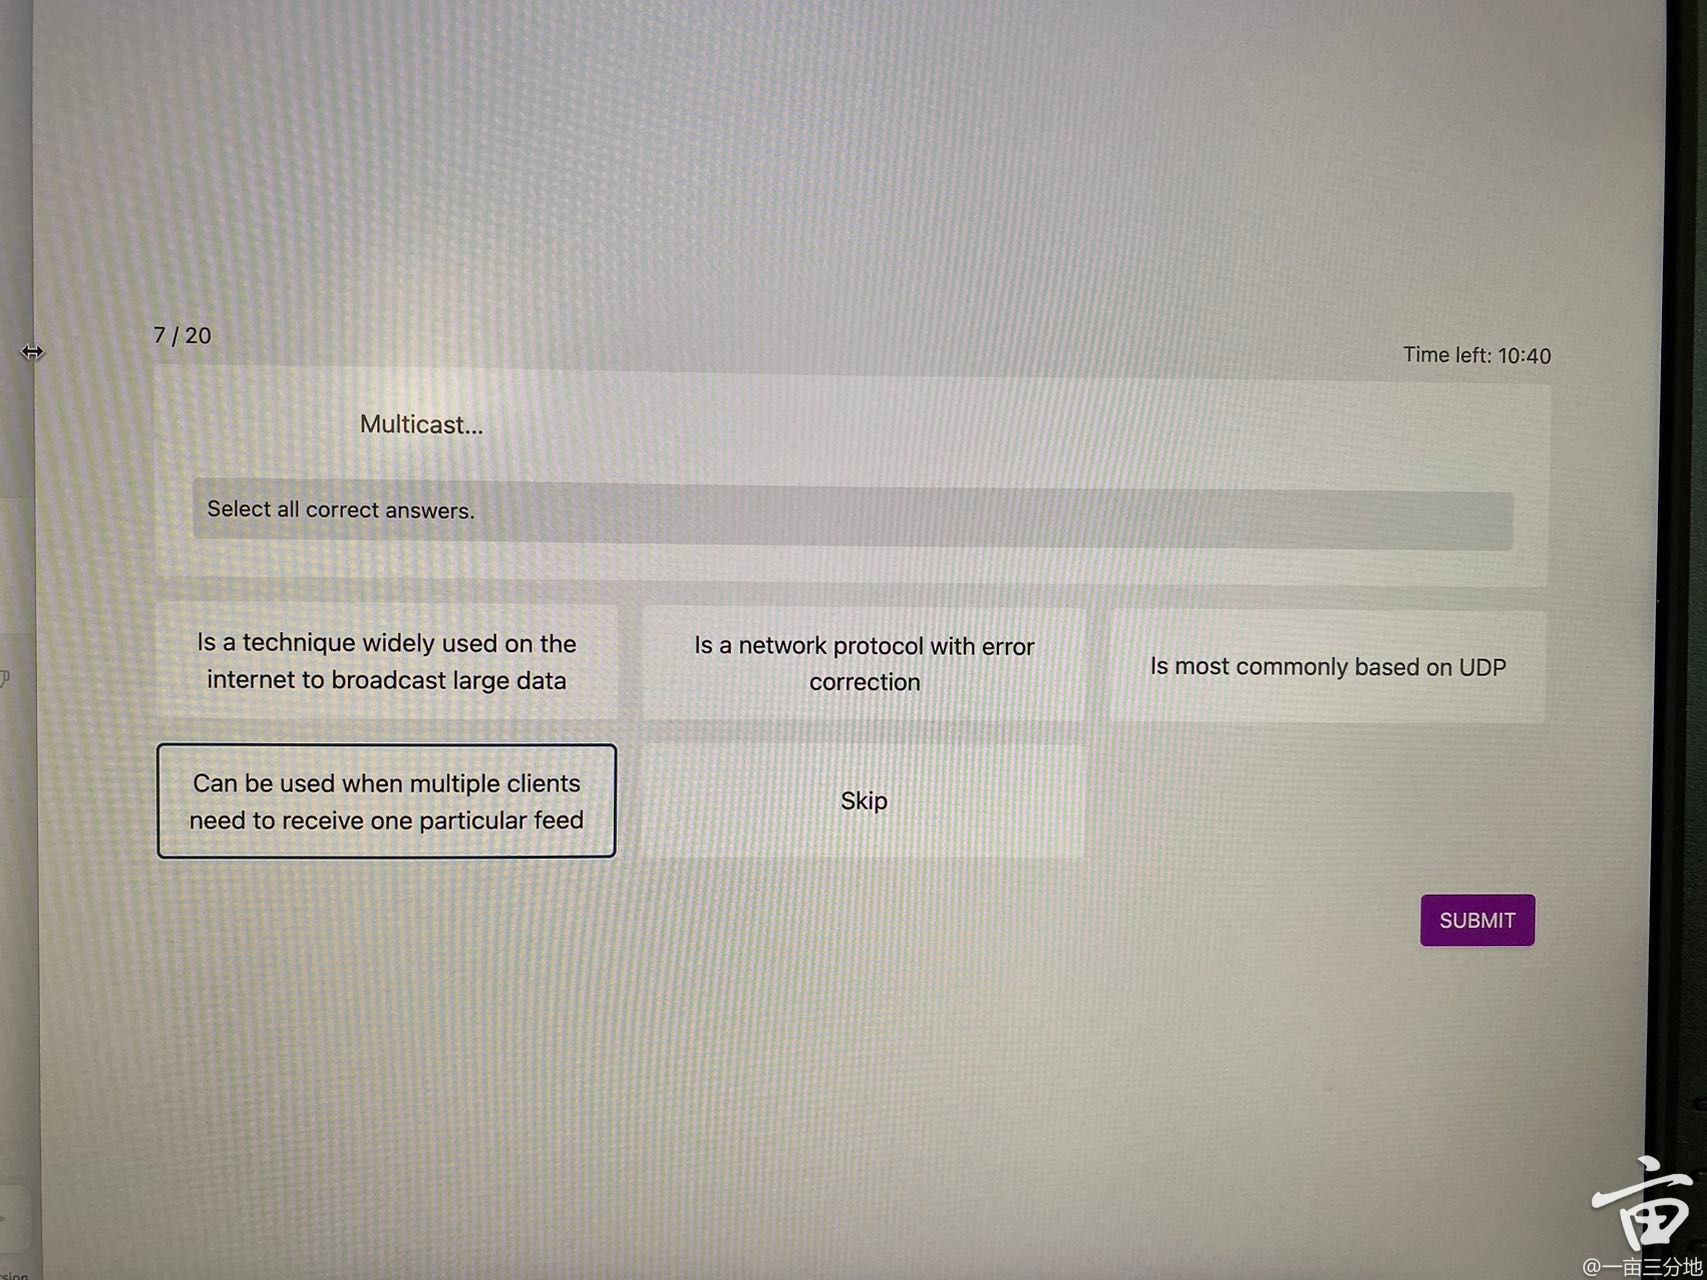 7 / 20
Time left: 10:40
Multicast...
Select all correct answers.
Is a technique widely used on the
internet to broadcast large data
Is a network protocol with error
correction
Is most commonly based on UDP
Can be used when multiple clients
need to receive one particular feed
Skip
SUBMIT
亩
@一亩三分地